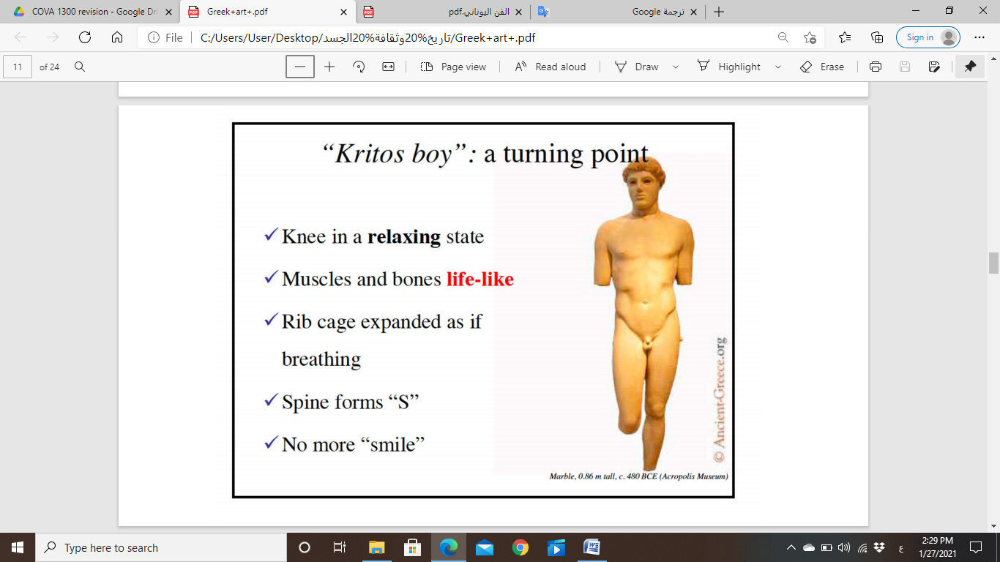 COVA 1300 revision - Google Dri
Greek+art+.pdf
الفن اليوناني.pdf
ترجمة Google
File
C:/Users/User/Desktop/تاريخ%20وثقافة%20الجسد/Greek+art+.pdf
Sign in
11 of 24
Page view
Read aloud
Draw
Highlight
Erase
“Kritos boy”: a turning point
Knee in a relaxing state
Muscles and bones life-like
Rib cage expanded as if
breathing
Spine forms “S”
No more “smile”
© Ancient-Greece.org
Marble, 0.86 m tall, c. 480 BCE (Acropolis Museum)
Type here to search
ع
2:29 PM
1/27/2021